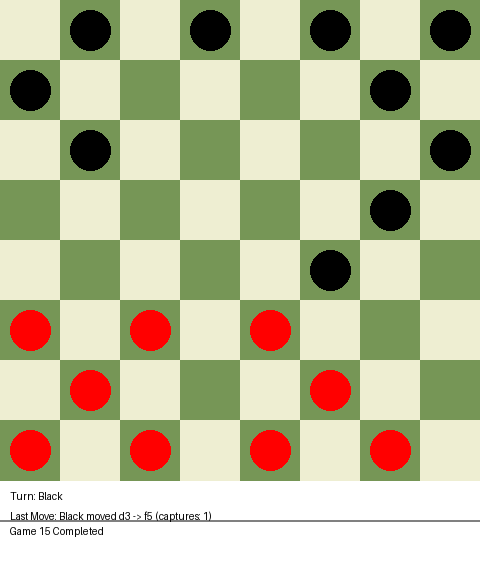 Turn: Black
Last Move: Black moved d3 -> f5 (captures: 1)
Game 15 Completed